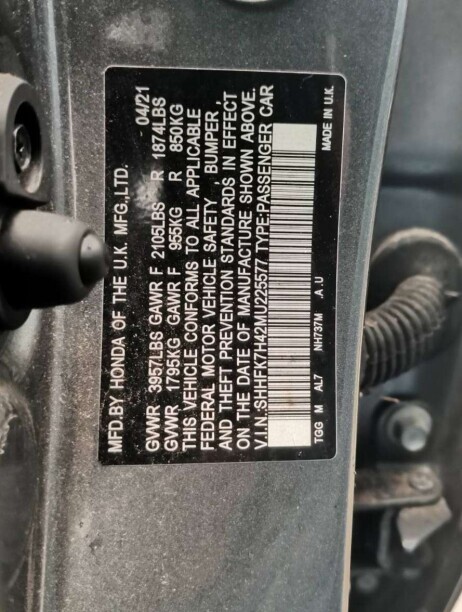 MFD.BY HONDA OF THE U.K. MFG.,LTD. 04/21
GVWR 3957LBS GAWR F 2105LBS R 1874LBS
GVWR 1795KG GAWR F 955KG R 850KG
THIS VEHICLE CONFORMS TO ALL APPLICABLE
FEDERAL MOTOR VEHICLE SAFETY , BUMPER ,
AND THEFT PREVENTION STANDARDS IN EFFECT
ON THE DATE OF MANUFACTURE SHOWN ABOVE.
V.I.N.:SHHFK7H42MU225577 TYPE:PASSENGER CAR
TGG M AL7 NH737M .A.U MADE IN U.K.